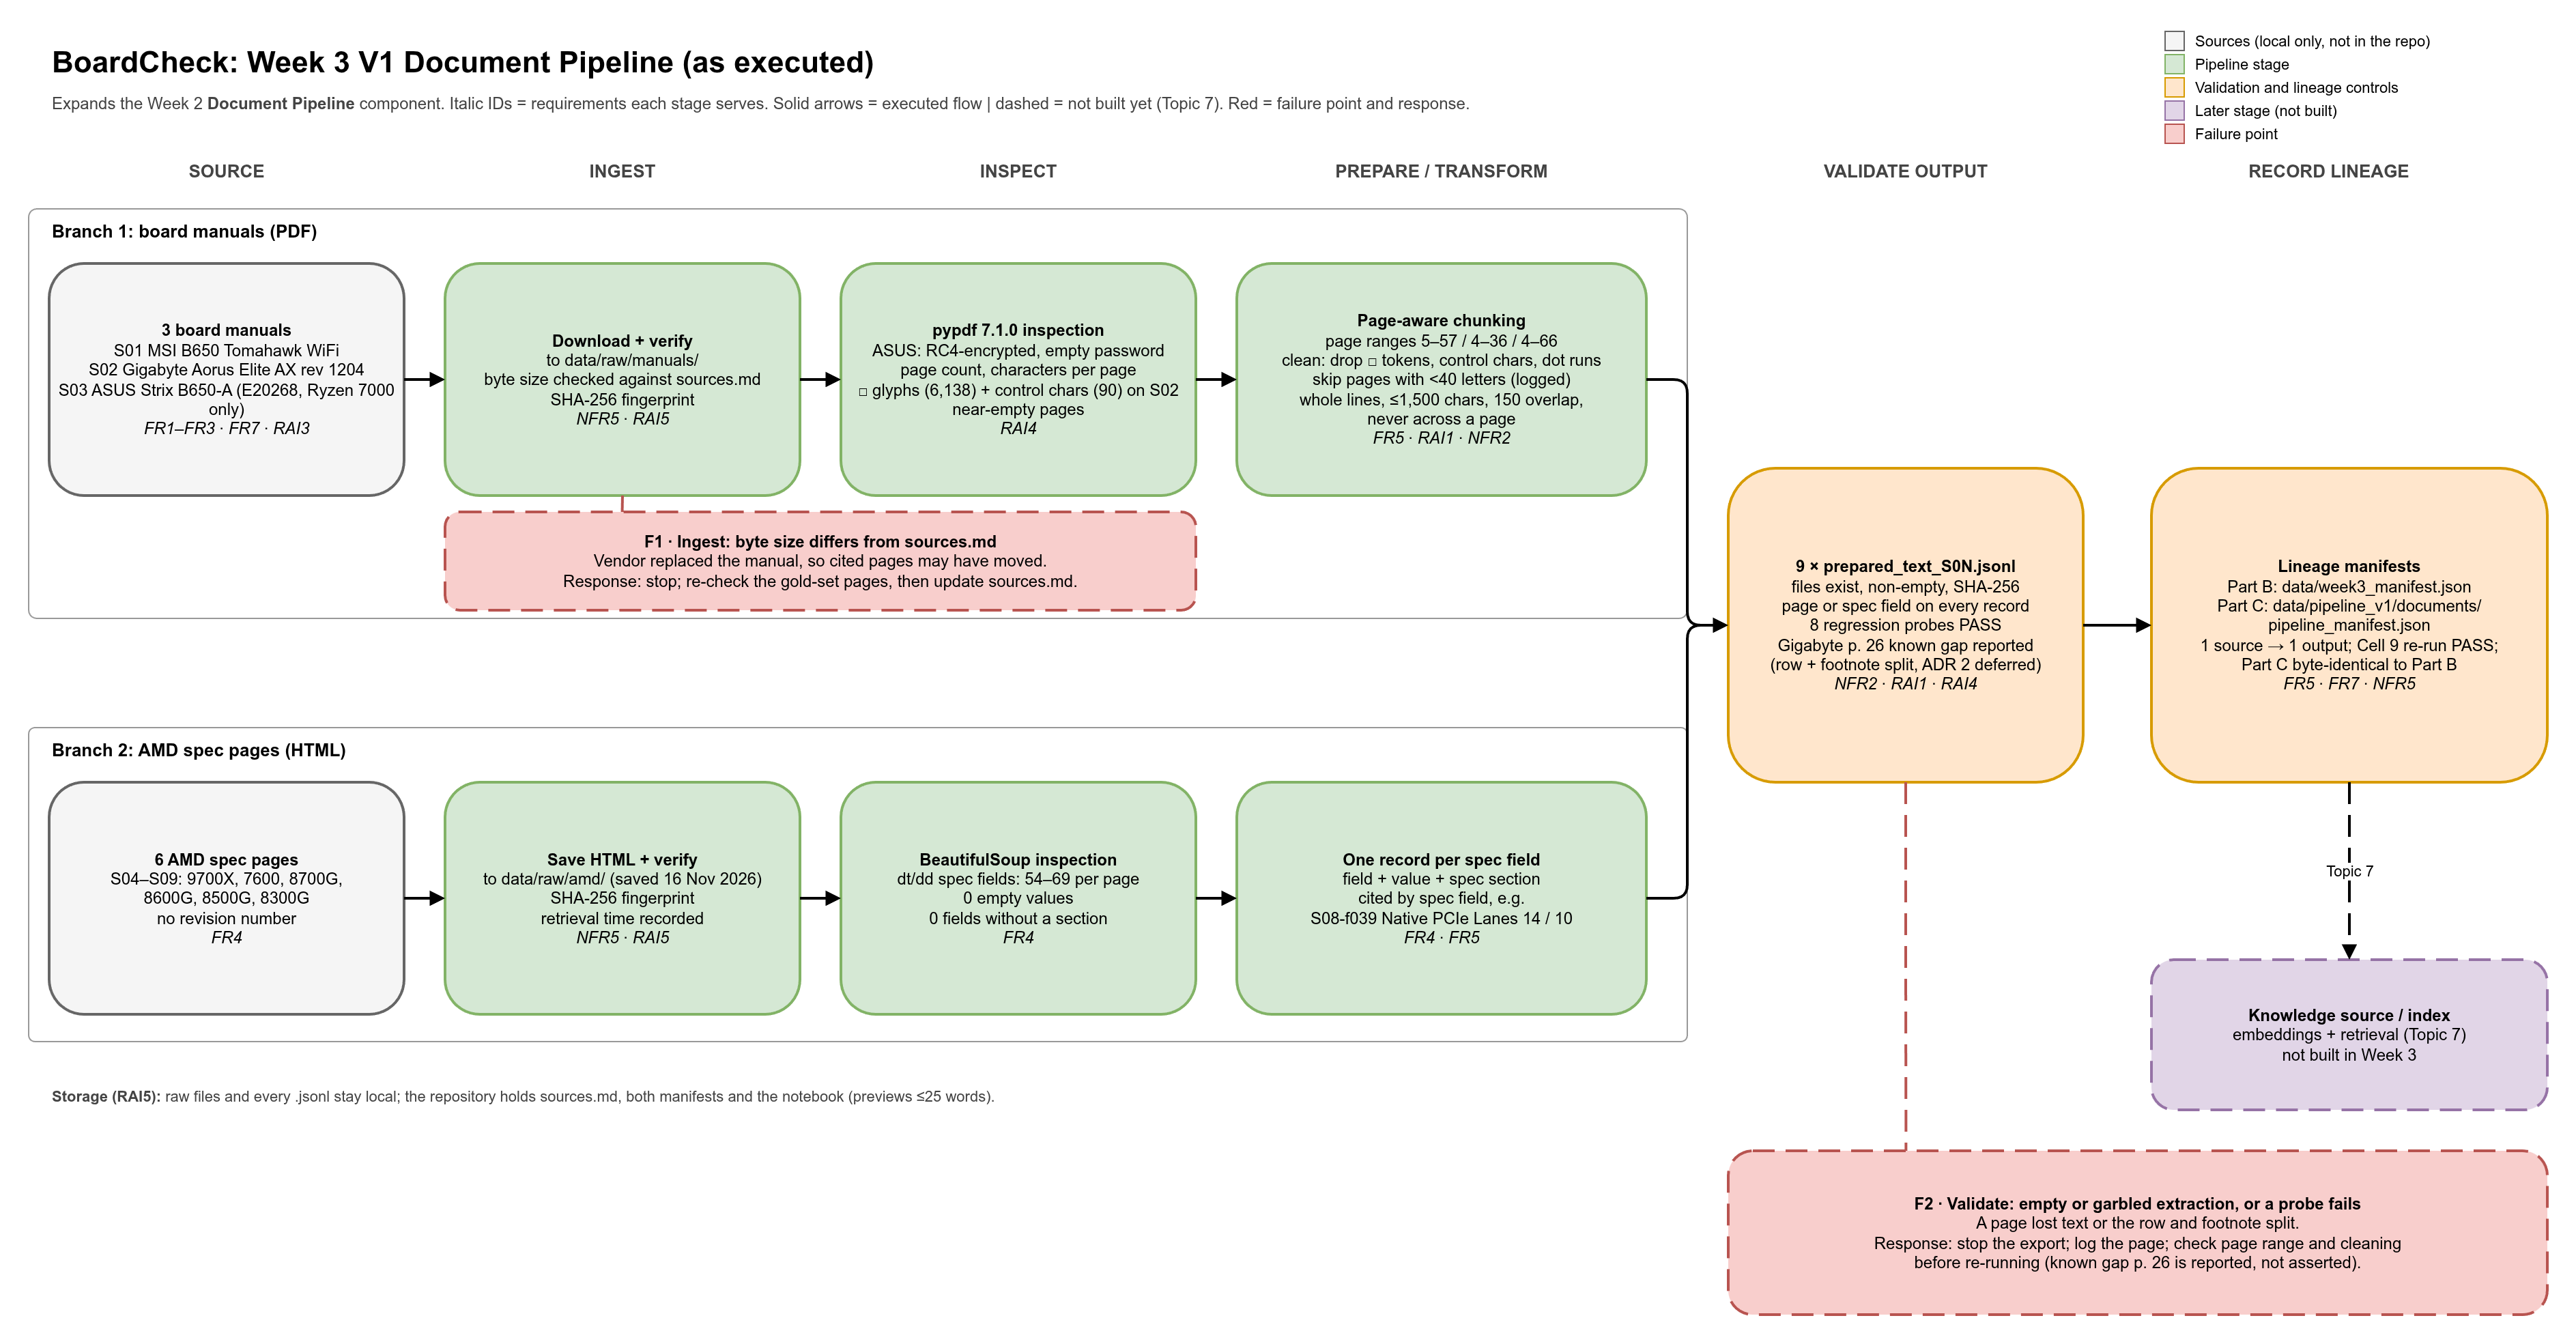 BoardCheck: Week 3 V1 Document Pipeline (as executed)
Expands the Week 2 Document Pipeline component. Italic IDs = requirements each stage serves. Solid arrows = executed flow | dashed = not built yet (Topic 7). Red = failure point and response.
Sources (local only, not in the repo)
Pipeline stage
Validation and lineage controls
Later stage (not built)
Failure point
SOURCE
INGEST
INSPECT
PREPARE / TRANSFORM
VALIDATE OUTPUT
RECORD LINEAGE
Branch 1: board manuals (PDF)
3 board manuals
S01 MSI B650 Tomahawk WiFi
S02 Gigabyte Aorus Elite AX rev 1204
S03 ASUS Strix B650-A (E20268, Ryzen 7000
only)
FR1–FR3 · FR7 · RAI3
Download + verify
to data/raw/manuals/
byte size checked against sources.md
SHA-256 fingerprint
NFR5 · RAI5
pypdf 7.1.0 inspection
ASUS: RC4-encrypted, empty password
page count, characters per page
□ glyphs (6,138) + control chars (90) on S02
near-empty pages
RAI4
Page-aware chunking
page ranges 5–57 / 4–36 / 4–66
clean: drop □ tokens, control chars, dot runs
skip pages with <40 letters (logged)
whole lines, ≤1,500 chars, 150 overlap,
never across a page
FR5 · RAI1 · NFR2
F1 · Ingest: byte size differs from sources.md
Vendor replaced the manual, so cited pages may have moved.
Response: stop; re-check the gold-set pages, then update sources.md.
9 × prepared_text_S0N.jsonl
files exist, non-empty, SHA-256
page or spec field on every record
8 regression probes PASS
Gigabyte p. 26 known gap reported
(row + footnote split, ADR 2 deferred)
NFR2 · RAI1 · RAI4
Lineage manifests
Part B: data/week3_manifest.json
Part C: data/pipeline_v1/documents/
pipeline_manifest.json
1 source → 1 output; Cell 9 re-run PASS;
Part C byte-identical to Part B
FR5 · FR7 · NFR5
Branch 2: AMD spec pages (HTML)
6 AMD spec pages
S04–S09: 9700X, 7600, 8700G,
8600G, 8500G, 8300G
no revision number
FR4
Save HTML + verify
to data/raw/amd/ (saved 16 Nov 2026)
SHA-256 fingerprint
retrieval time recorded
NFR5 · RAI5
BeautifulSoup inspection
dt/dd spec fields: 54–69 per page
0 empty values
0 fields without a section
FR4
One record per spec field
field + value + spec section
cited by spec field, e.g.
S08-f039 Native PCIe Lanes 14 / 10
FR4 · FR5
Topic 7
Knowledge source / index
embeddings + retrieval (Topic 7)
not built in Week 3
Storage (RAI5): raw files and every .jsonl stay local; the repository holds sources.md, both manifests and the notebook (previews ≤25 words).
F2 · Validate: empty or garbled extraction, or a probe fails
A page lost text or the row and footnote split.
Response: stop the export; log the page; check page range and cleaning
before re-running (known gap p. 26 is reported, not asserted).